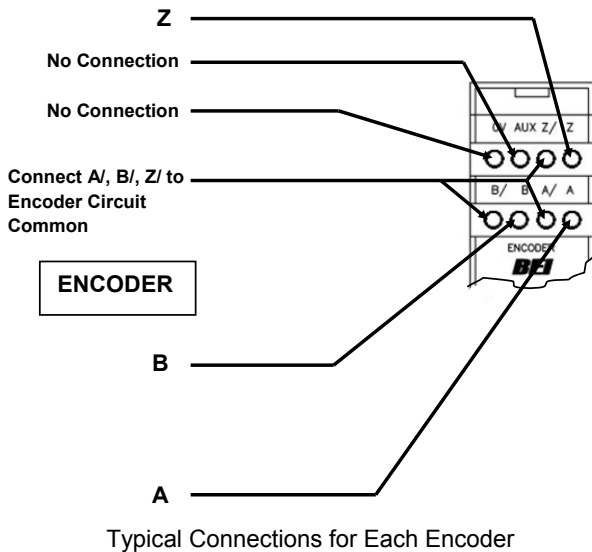 Z
No Connection
No Connection
0V AUX Z/ Z
Connect A/, B/, Z/ to
Encoder Circuit
Common
B/ B A/ A
ENCODER
BEI
ENCODER
B
A
Typical Connections for Each Encoder